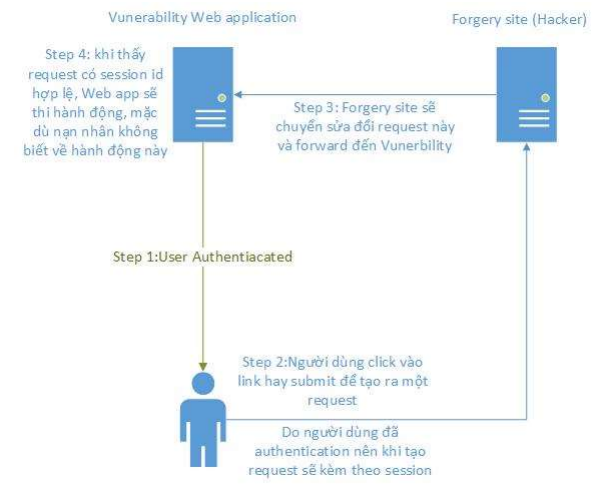 Vunerability Web application
Forgery site (Hacker)
Step 4: khi thấy
request có session id
hợp lệ, Web app sẽ
thi hành động, mặc
dù nạn nhân không
biết về hành động này
Step 3: Forgery site sẽ
chuyển sửa đổi request này
và forward đến Vunerbility
Step 1:User Authentiacated
Step 2:Người dùng click vào
link hay submit để tạo ra một
request
Do người dùng đã
authentication nên khi tạo
request sẽ kèm theo session